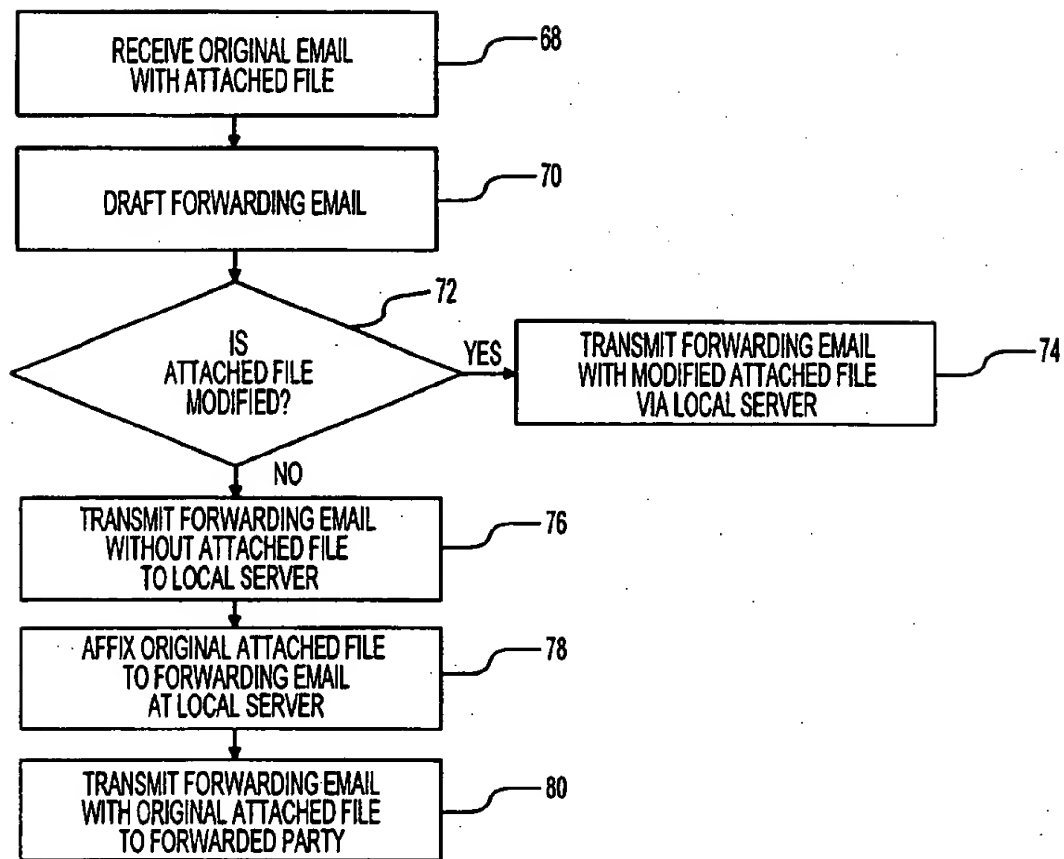 RECEIVE ORIGINAL EMAIL
WITH ATTACHED FILE
68
DRAFT FORWARDING EMAIL
70
72
IS
ATTACHED FILE
MODIFIED?
YES
TRANSMIT FORWARDING EMAIL
WITH MODIFIED ATTACHED FILE
VIA LOCAL SERVER
74
NO
TRANSMIT FORWARDING EMAIL
WITHOUT ATTACHED FILE
TO LOCAL SERVER
76
AFFIX ORIGINAL ATTACHED FILE
TO FORWARDING EMAIL
AT LOCAL SERVER
78
TRANSMIT FORWARDING EMAIL
WITH ORIGINAL ATTACHED FILE
TO FORWARDED PARTY
80